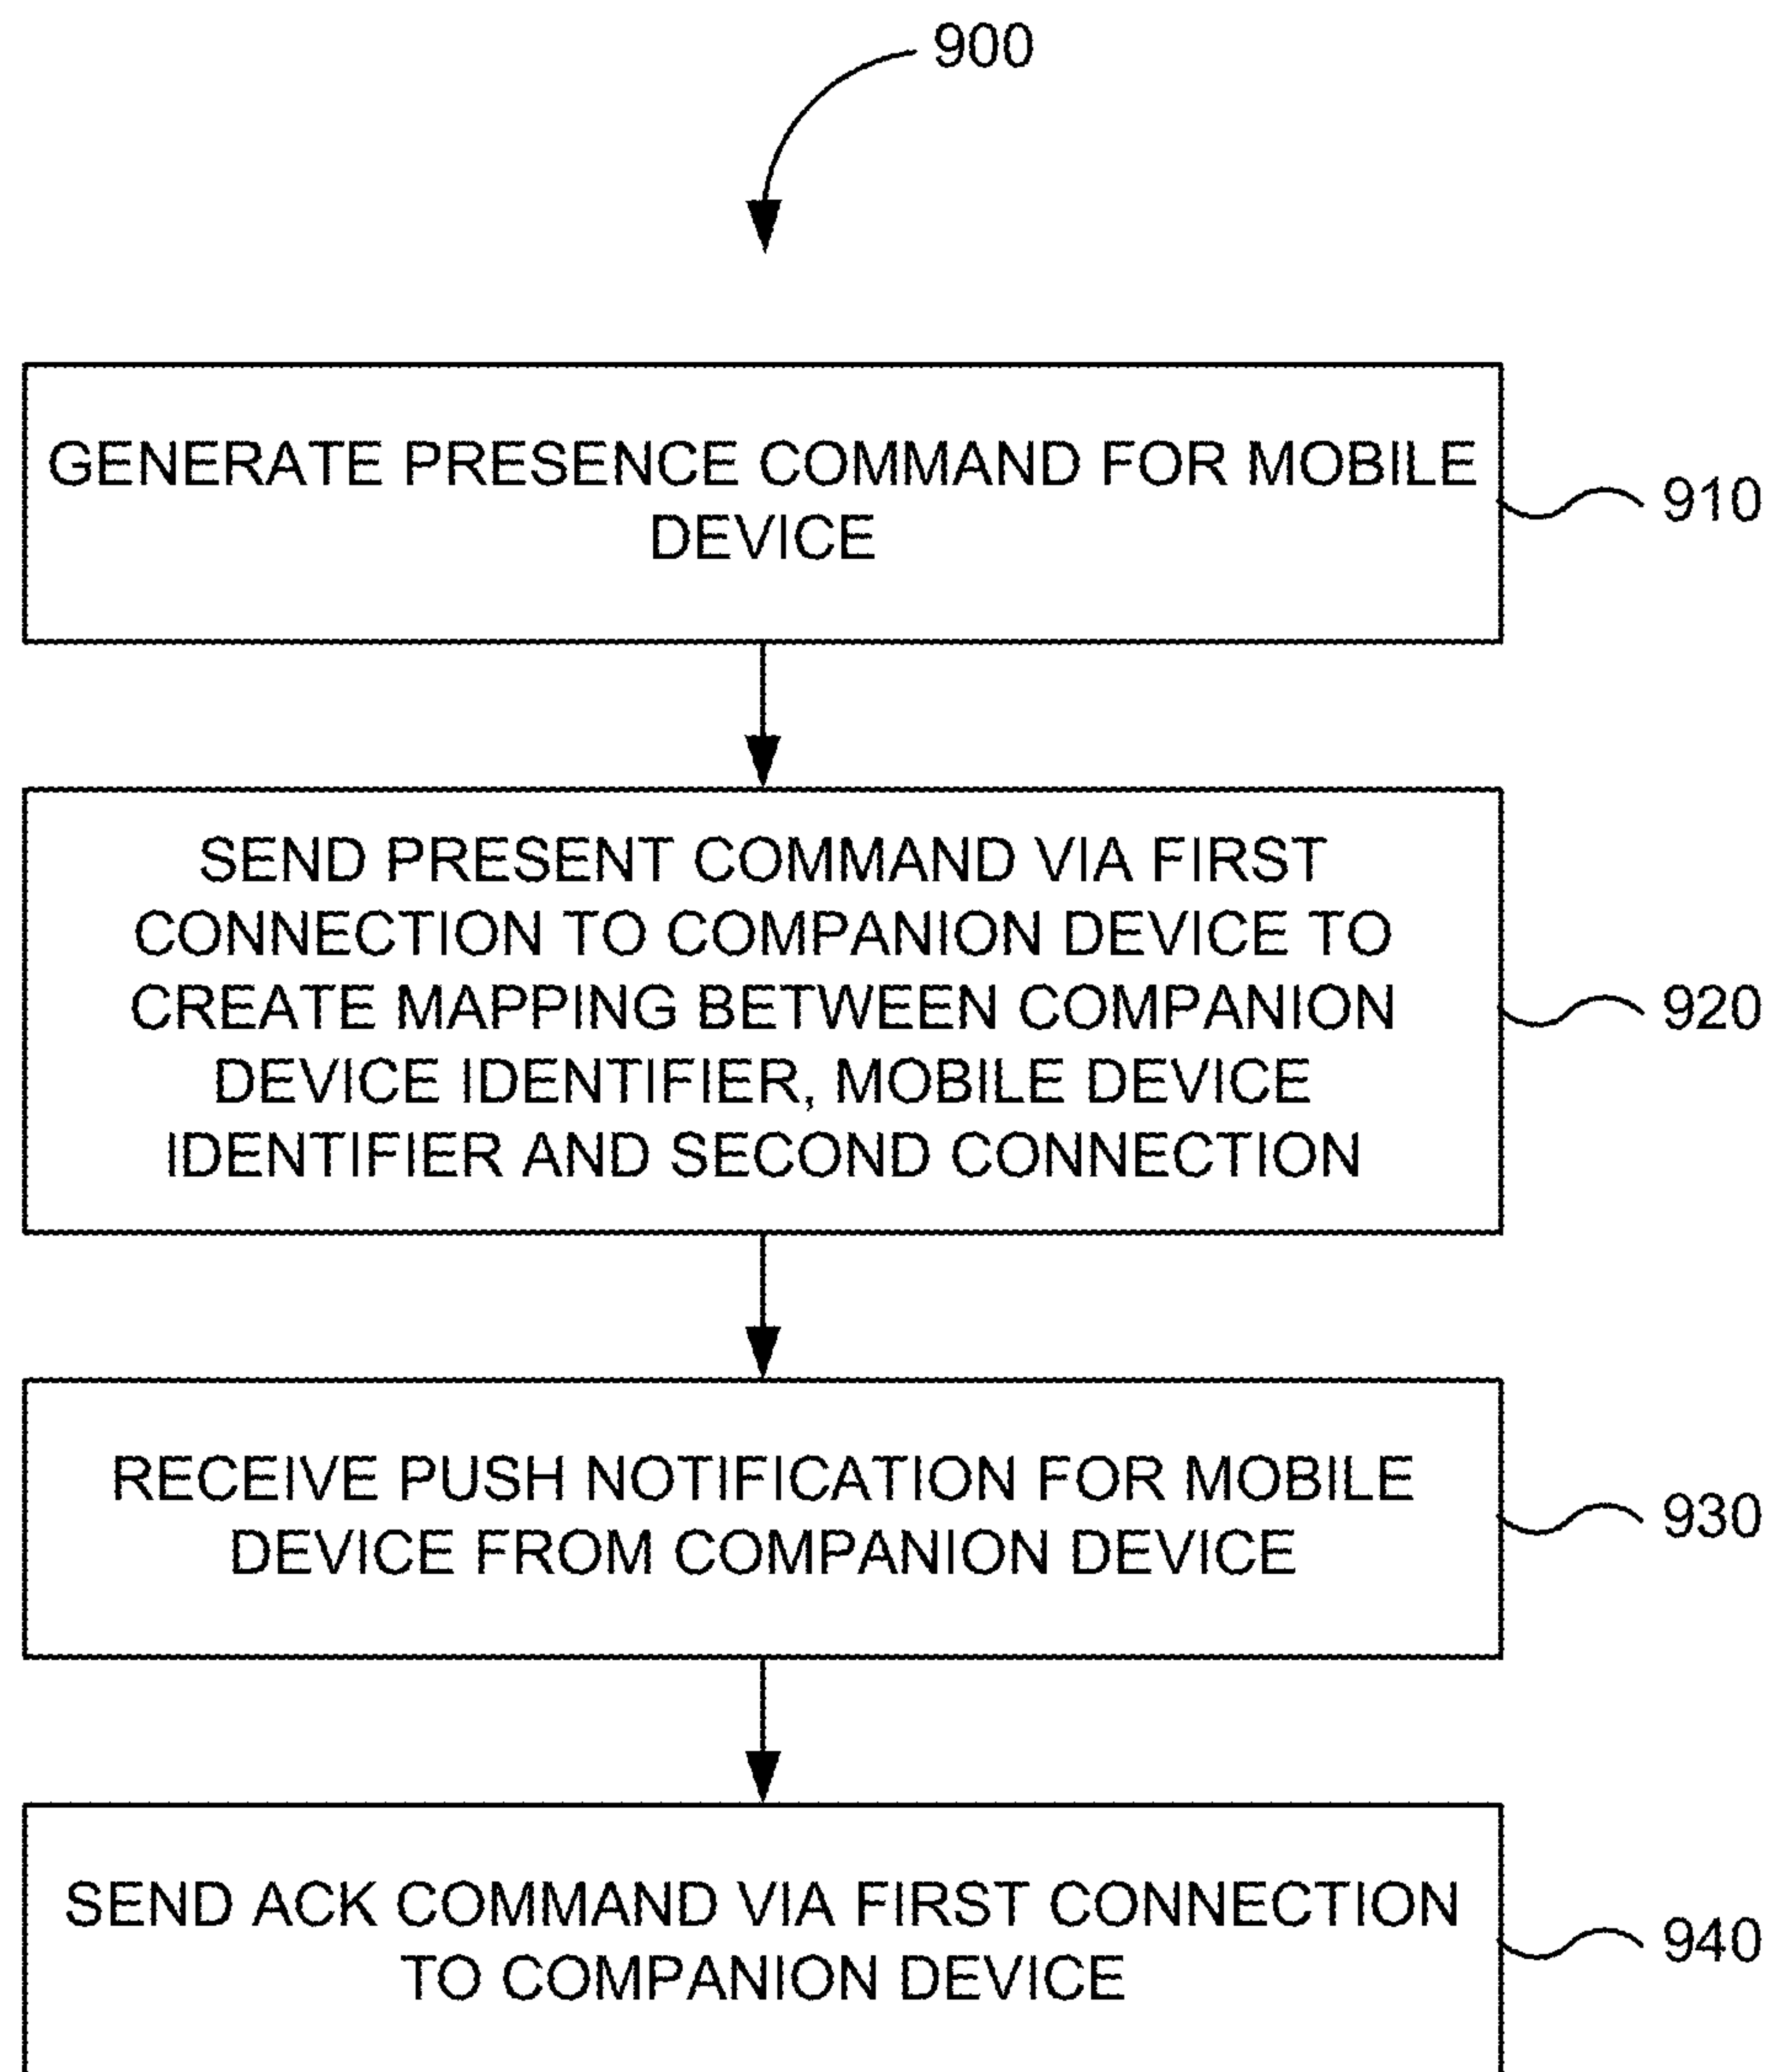 900
GENERATE PRESENCE COMMAND FOR MOBILE
DEVICE
910
SEND PRESENT COMMAND VIA FIRST
CONNECTION TO COMPANION DEVICE TO
CREATE MAPPING BETWEEN COMPANION
DEVICE IDENTIFIER, MOBILE DEVICE
IDENTIFIER AND SECOND CONNECTION
920
RECEIVE PUSH NOTIFICATION FOR MOBILE
DEVICE FROM COMPANION DEVICE
930
SEND ACK COMMAND VIA FIRST CONNECTION
TO COMPANION DEVICE
940